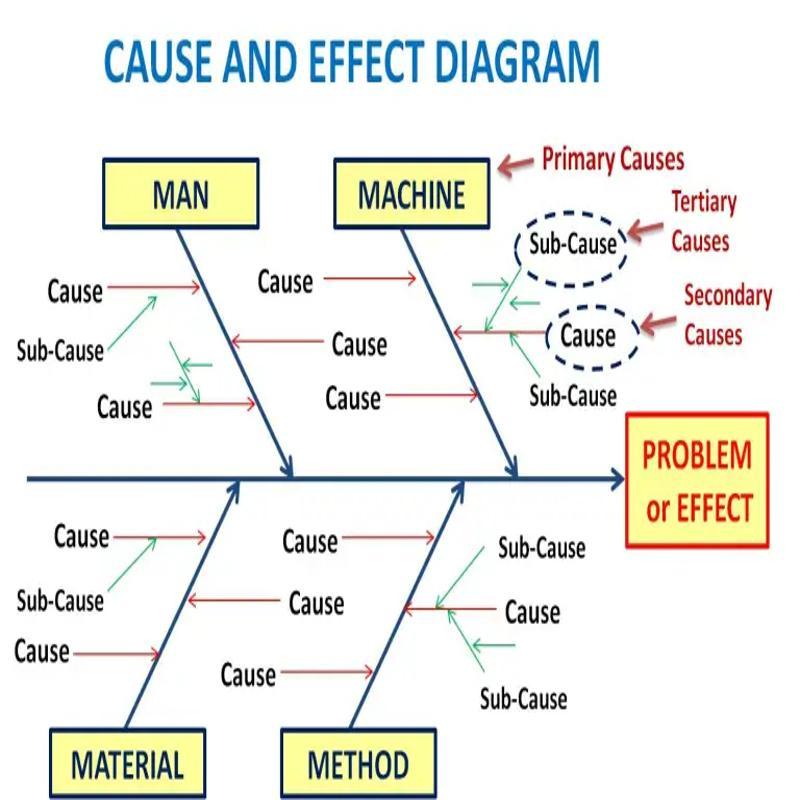 CAUSE AND EFFECT DIAGRAM
MAN
MACHINE
Primary Causes
Tertiary
Causes
Sub-Cause
Secondary
Causes
Cause
Cause
Sub-Cause
Cause
Cause
Cause
Cause
Cause
Sub-Cause
PROBLEM
or EFFECT
Cause
Sub-Cause
Cause
Cause
Cause
Cause
Sub-Cause
Cause
Sub-Cause
MATERIAL
METHOD